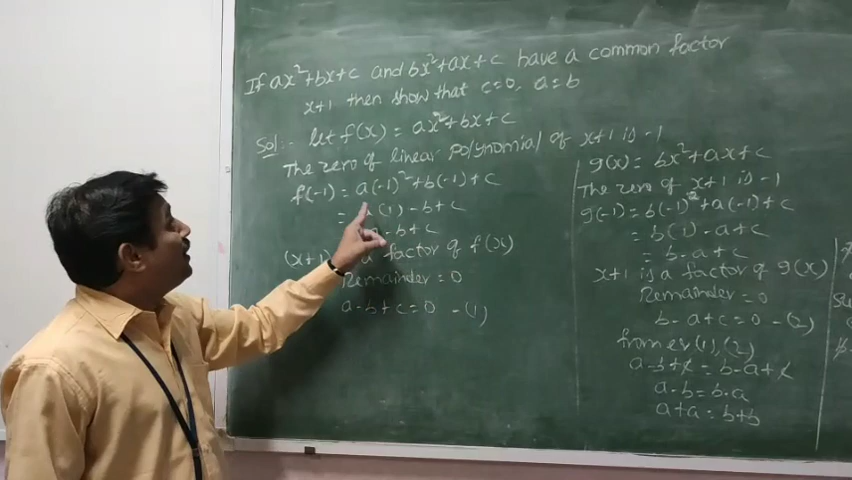 If ax²+bx+c and bx²+ax+c have a common factor
x+1 then show that c=0, a=b
Sol:- let f(x) = ax²+bx+c
The zero of linear polynomial of x+1 is -1
f(-1) = a(-1)²+b(-1)+c
= (1)-b+c
-b+c
(x+1) a factor of f(x)
Remainder = 0
a-b+c=0 -(1)
g(x) = bx²+ax+c
The zero of x+1 is -1
g(-1) = b(-1)²+a(-1)+c
= b(1)-a+c
= b-a+c
x+1 is a factor of g(x)
Remainder = 0
b-a+c=0 -(2)
from (1), (2)
a-b+c = b-a+c
a-b = b-a
a+a = b+b